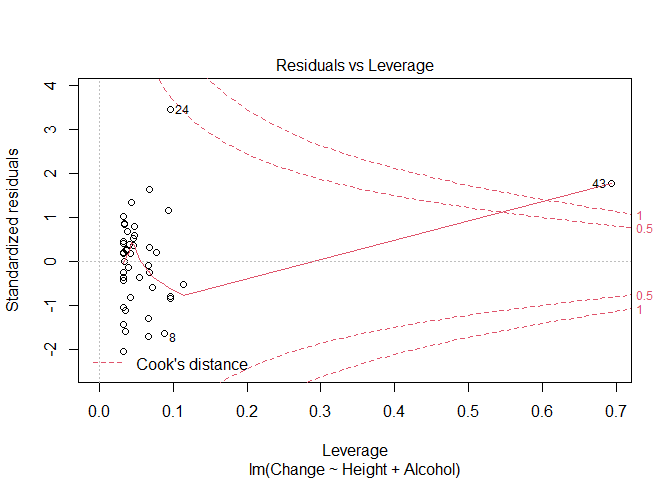 Residuals vs Leverage
Standardized residuals
4
3
2
1
0
-1
-2
24
43
8
1
0.5
0.5
1
Cook's distance
0.0 0.1 0.2 0.3 0.4 0.5 0.6 0.7
Leverage
lm(Change ~ Height + Alcohol)